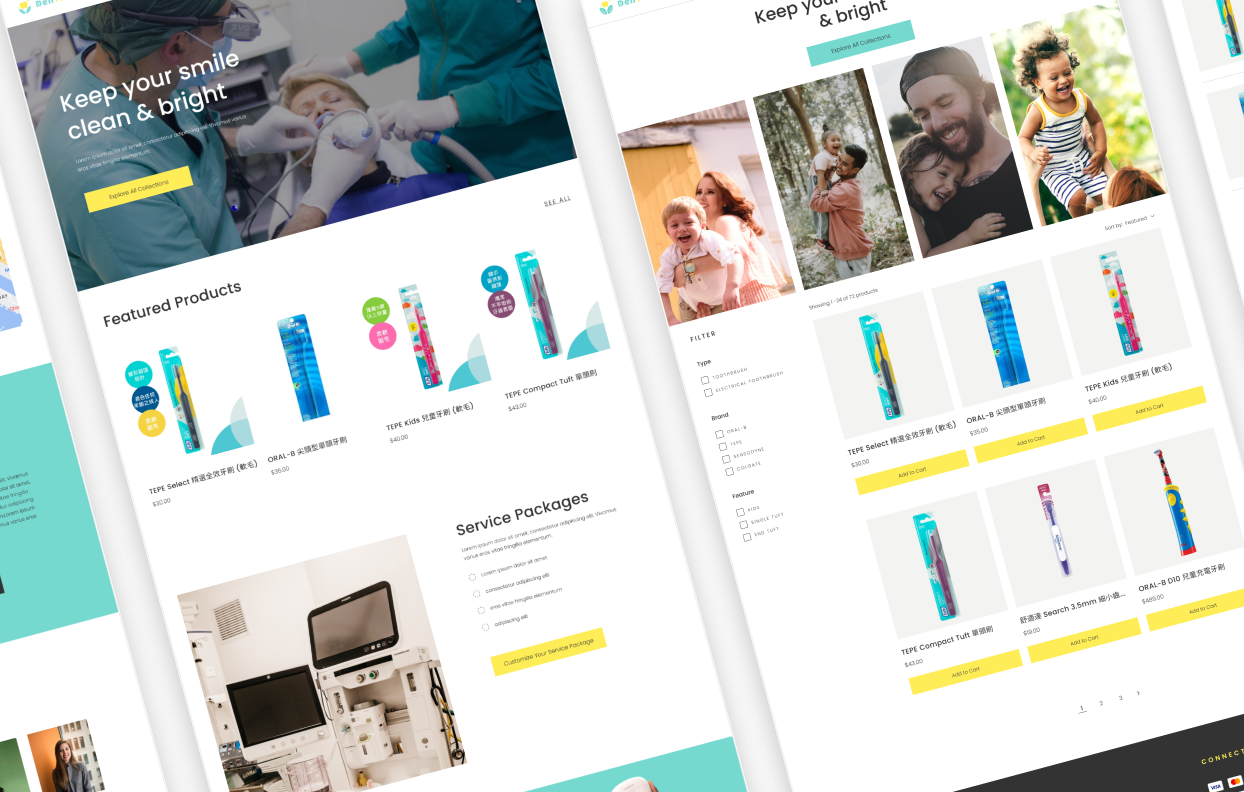 Keep your smile
clean & bright
Lorem ipsum dolor sit amet, consectetur adipiscing elit. Vivamus varius
eros vitae fringilla elementum.
Explore All Collections
SEE ALL
Featured Products
TEPE Select 精選全效牙刷 (軟毛)
$30.00
ORAL-B 尖頭型單頭牙刷
$35.00
TEPE Kids 兒童牙刷 (軟毛)
$40.00
TEPE Compact Tuft 單頭刷
$43.00
Service Packages
Lorem ipsum dolor sit amet, consectetur adipiscing elit. Vivamus
varius eros vitae fringilla elementum.
Lorem ipsum dolor sit amet
consectetur adipiscing elit
eros vitae fringilla elementum
adipiscing elit
Customize Your Service Package
Keep your
& bright
Explore All Collections
Sort by: Featured
Showing 1 - 24 of 72 products
FILTER
Type
TOOTHBRUSH
ELECTRICAL TOOTHBRUSH
Brand
ORAL-B
TEPE
SENSODYNE
COLGATE
Feature
KIDS
SINGLE TUFT
END TUFT
TEPE Select 精選全效牙刷 (軟毛)
$30.00
Add to Cart
ORAL-B 尖頭型單頭牙刷
$35.00
Add to Cart
TEPE Kids 兒童牙刷 (軟毛)
$40.00
Add to Cart
TEPE Compact Tuft 單頭刷
$43.00
Add to Cart
舒適達 Search 3.5mm 細小齒...
$19.00
Add to Cart
ORAL-B D10 兒童充電牙刷
$485.00
Add to Cart
1 2 3 ›
CONNECT
VISA